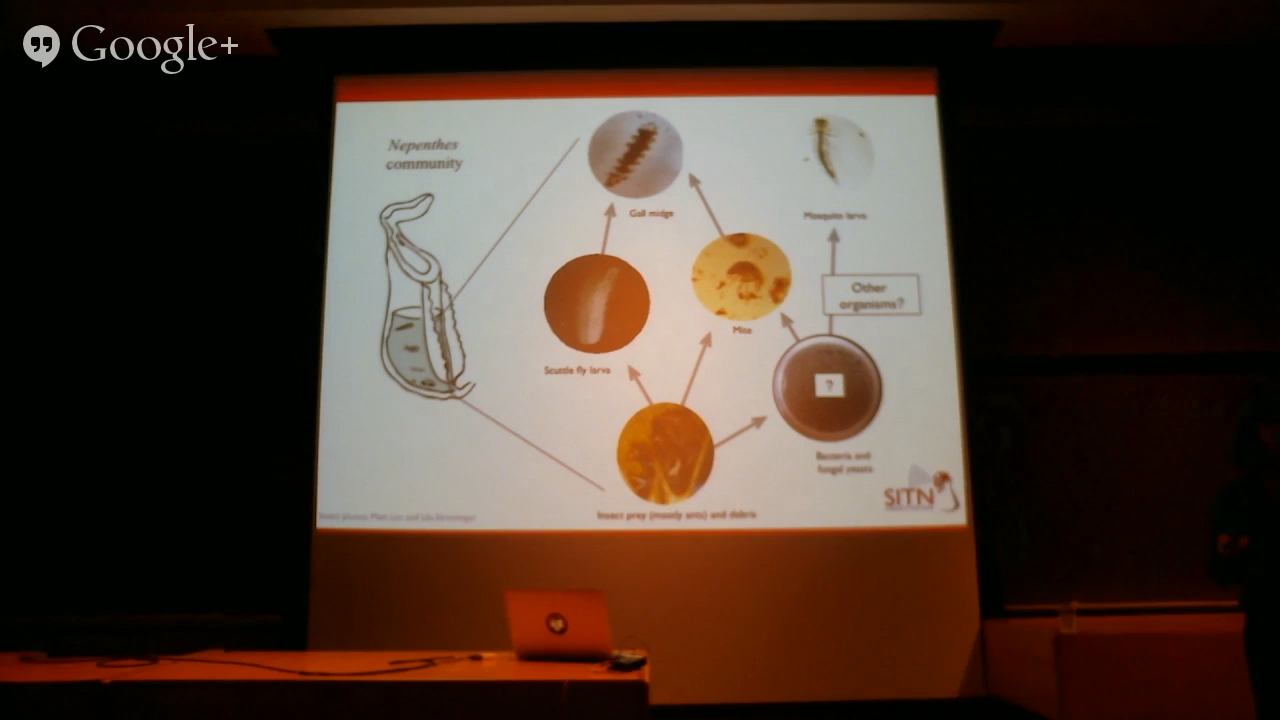 Google+
Nepenthes
community
Gall midge
Mosquito larva
Other
organisms?
Mite
Scuttle fly larva
?
Bacteria and
fungal yeasts
SITN
Insect prey (mostly ants) and debris